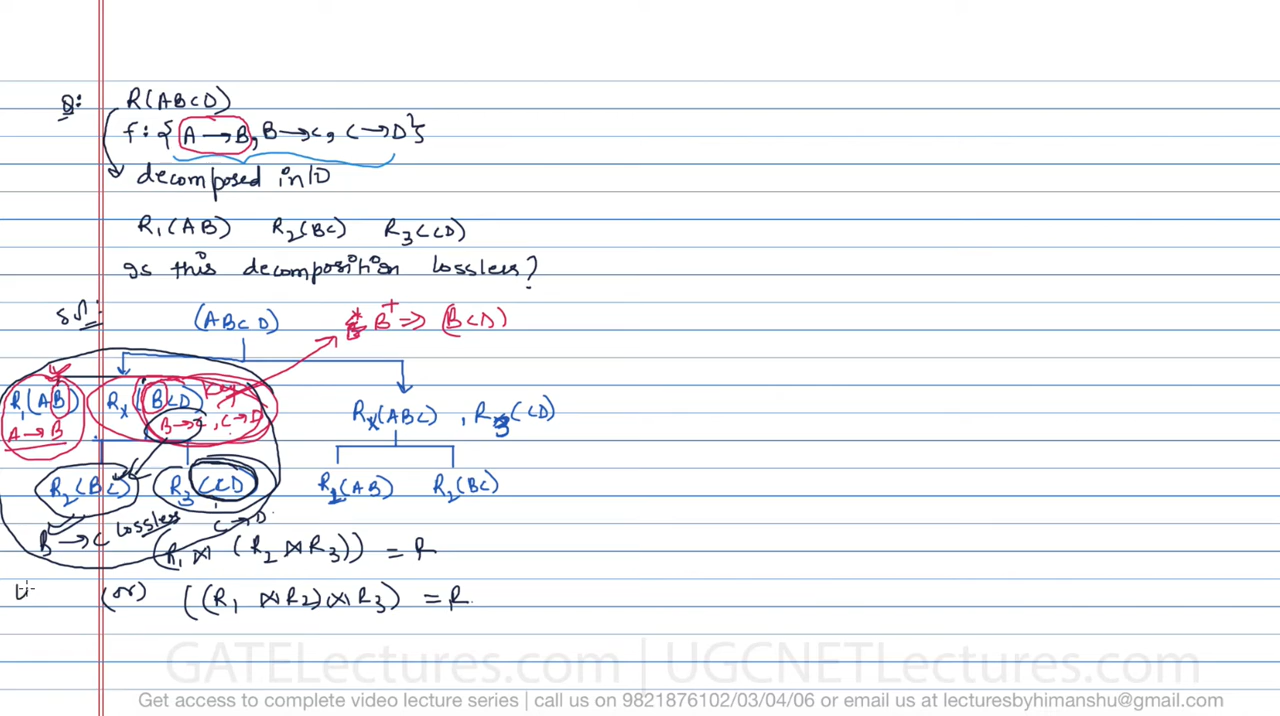 Q: R(ABCD)
f: { A → B, B → C, C → D }
decomposed into
R₁(AB) R₂(BC) R₃(CD)
Is this decomposition lossless?
Solⁿ: (ABCD) B⁺ ⇒ (BCD)
R₁(AB) Rₓ(BCD) Key Rₓ(ABC) , R₃(CD)
A → B B → C , C → D
R₂(BC) R₃(CD) R₁(AB) R₂(BC)
B → C lossless C → D
(R₁ ⋈ (R₂ ⋈ R₃)) = R
(or) ((R₁ ⋈ R₂) ⋈ R₃) = R
GATELectures.com | UGCNETLectures.com
Get access to complete video lecture series | call us on 9821876102/03/04/06 or email us at lecturesbyhimanshu@gmail.com